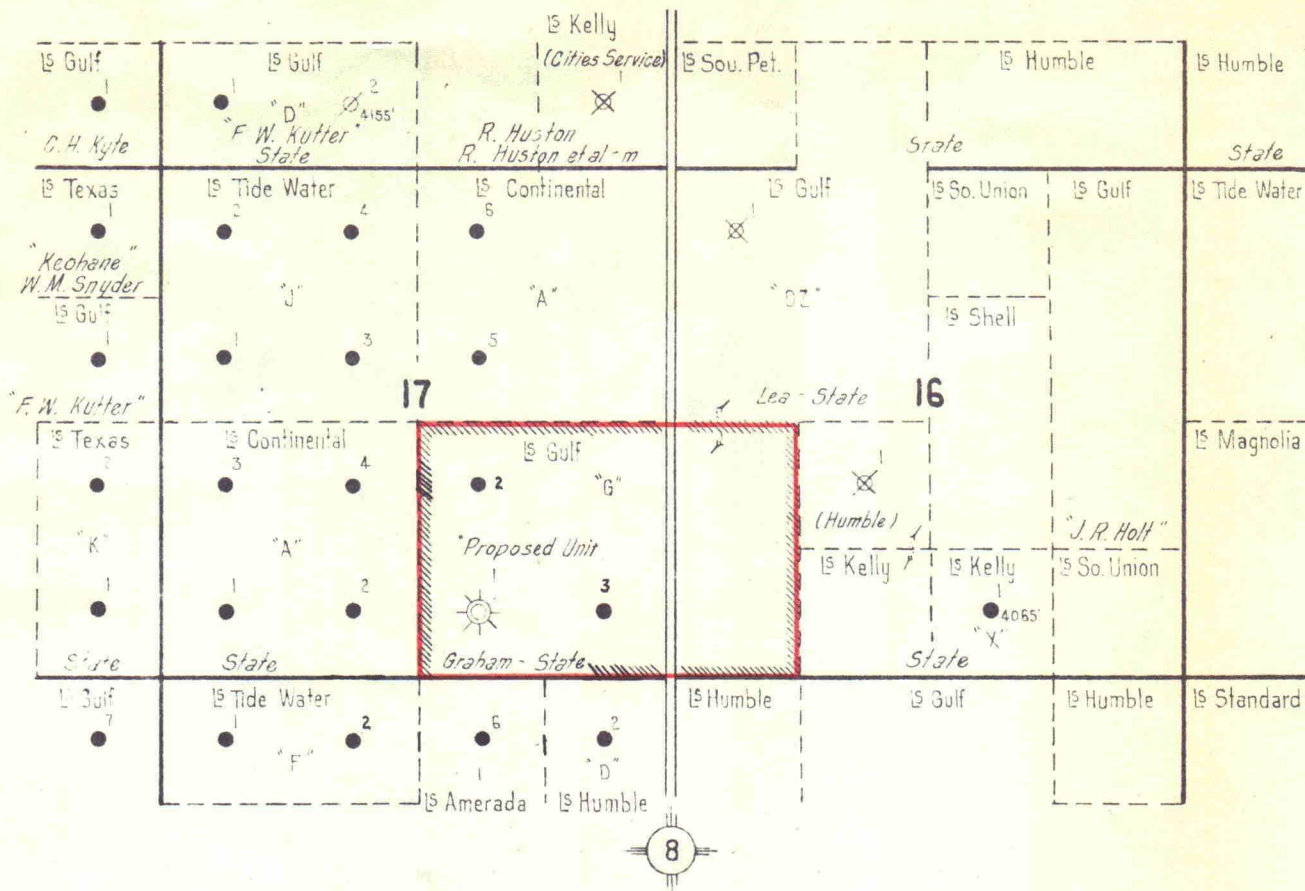 LS Kelly
LS Gulf LS Gulf (Cities Service) LS Sou. Pet. LS Humble LS Humble
1 1 2 1
"D" 4155'
C.H. Kyte "F. W. Kutter" R. Huston State
State R. Huston et al-m State
LS Texas LS Tide Water LS Continental LS Gulf LS So. Union LS Gulf LS Tide Water
1 2 4 6 1
"Keohane"
W. M. Snyder
"J" "A" "DZ"
LS Gulf LS Shell
1 1 3 5
"F. W. Kutter" 17 Lea - State 16
LS Texas LS Continental LS Gulf LS Magnolia
2 3 4 2 "G" 1
(Humble) "J. R. Holt"
"K" "A" "Proposed Unit
LS Kelly LS Kelly LS So. Union
1 1 2 1 3 1 4065'
"X"
State State Graham - State State
LS Gulf LS Tide Water LS Humble LS Gulf LS Humble LS Standard
7 1 2 6 2
"F" 1 "D"
LS Amerada LS Humble
8